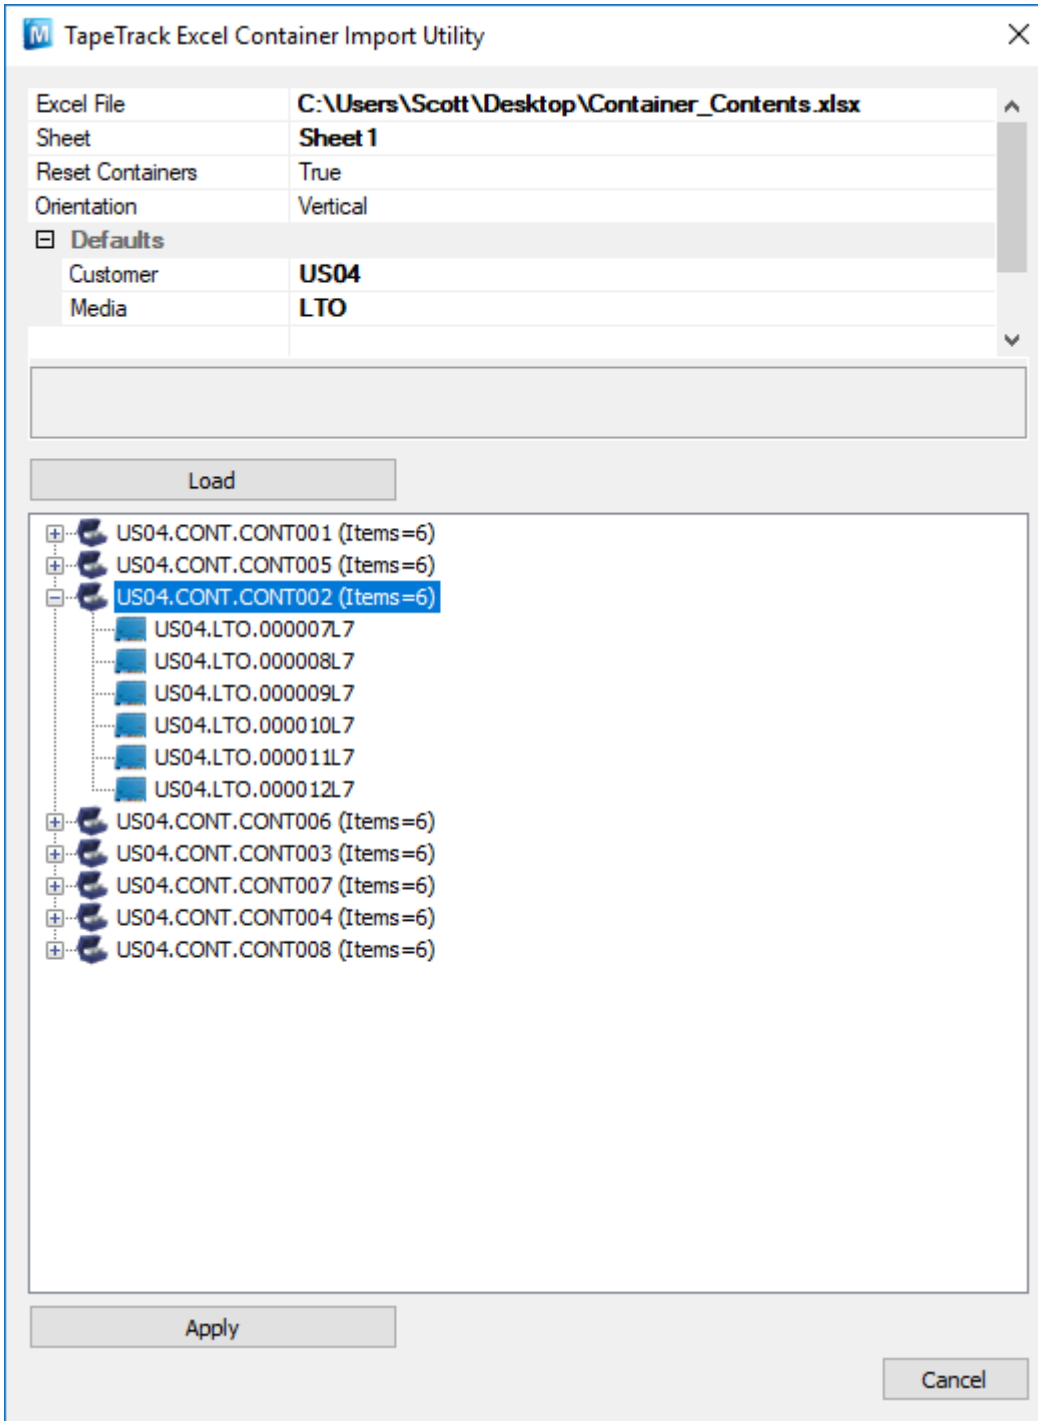 TapeTrack Excel Container Import Utility
Excel File C:\Users\Scott\Desktop\Container_Contents.xlsx
Sheet Sheet1
Reset Containers True
Orientation Vertical
Defaults
Customer US04
Media LTO
Load
US04.CONT.CONT001 (Items=6)
US04.CONT.CONT005 (Items=6)
US04.CONT.CONT002 (Items=6)
US04.LTO.000007L7
US04.LTO.000008L7
US04.LTO.000009L7
US04.LTO.000010L7
US04.LTO.000011L7
US04.LTO.000012L7
US04.CONT.CONT006 (Items=6)
US04.CONT.CONT003 (Items=6)
US04.CONT.CONT007 (Items=6)
US04.CONT.CONT004 (Items=6)
US04.CONT.CONT008 (Items=6)
Apply
Cancel